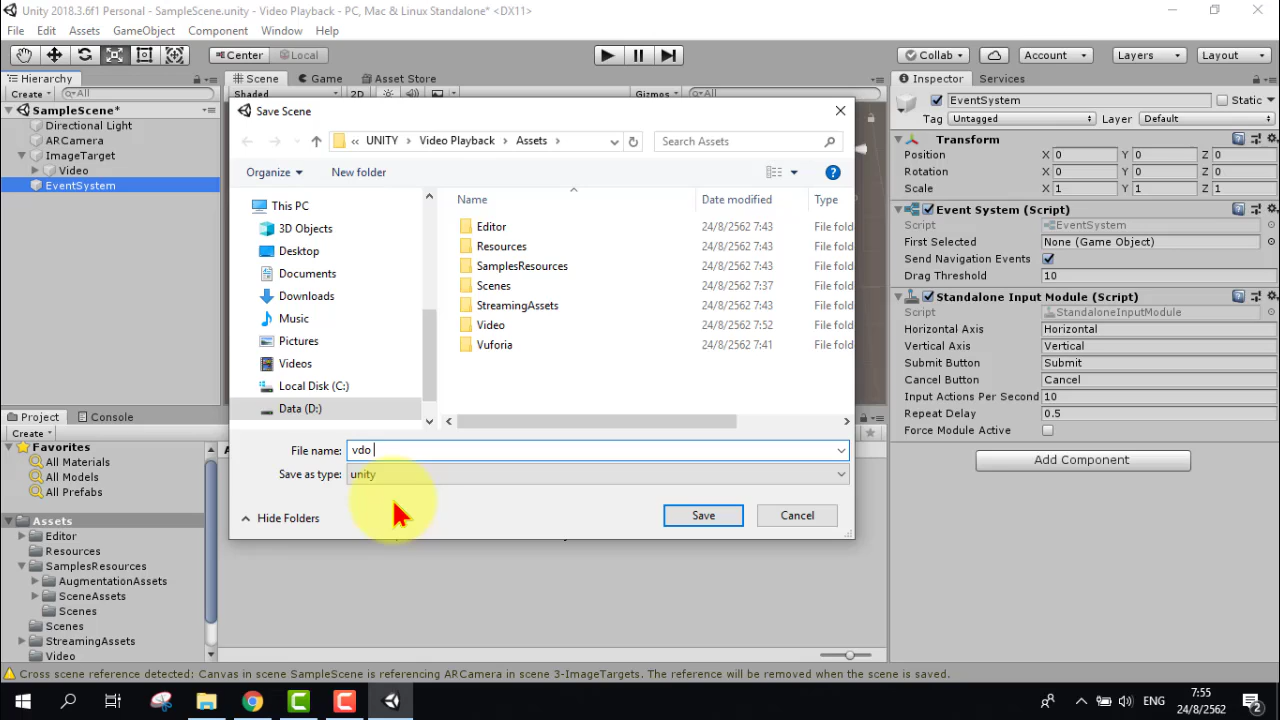 Unity 2018.3.6f1 Personal - SampleScene.unity - Video Playback - PC, Mac & Linux Standalone* <DX11>
File Edit Assets GameObject Component Window Help
Center Local Collab Account Layers Layout
Hierarchy Scene Game Asset Store Inspector Services
Create All Shaded 2D Gizmos All
EventSystem Static
Tag Untagged Layer Default
SampleScene*
Directional Light
ARCamera
ImageTarget
Video
EventSystem
Save Scene
UNITY Video Playback Assets Search Assets
Organize New folder
This PC
3D Objects
Desktop
Documents
Downloads
Music
Pictures
Videos
Local Disk (C:)
Data (D:)
Name Date modified Type
Editor 24/8/2562 7:43 File fold
Resources 24/8/2562 7:43 File fold
SamplesResources 24/8/2562 7:43 File fold
Scenes 24/8/2562 7:37 File fold
StreamingAssets 24/8/2562 7:43 File fold
Video 24/8/2562 7:52 File fold
Vuforia 24/8/2562 7:41 File fold
File name: vdo
Save as type: unity
Hide Folders Save Cancel
Transform
Position X 0 Y 0 Z 0
Rotation X 0 Y 0 Z 0
Scale X 1 Y 1 Z 1
Event System (Script)
Script EventSystem
First Selected None (Game Object)
Send Navigation Events
Drag Threshold 10
Standalone Input Module (Script)
Script StandaloneInputModule
Horizontal Axis Horizontal
Vertical Axis Vertical
Submit Button Submit
Cancel Button Cancel
Input Actions Per Second 10
Repeat Delay 0.5
Force Module Active
Add Component
Project Console
Create
Favorites
All Materials
All Models
All Prefabs
Assets
Editor
Resources
SamplesResources
AugmentationAssets
SceneAssets
Scenes
Scenes
StreamingAssets
Video
Cross scene reference detected: Canvas in scene SampleScene is referencing ARCamera in scene 3-ImageTargets. The reference will be removed when the scene is saved.
ENG 7:55
24/8/2562 2